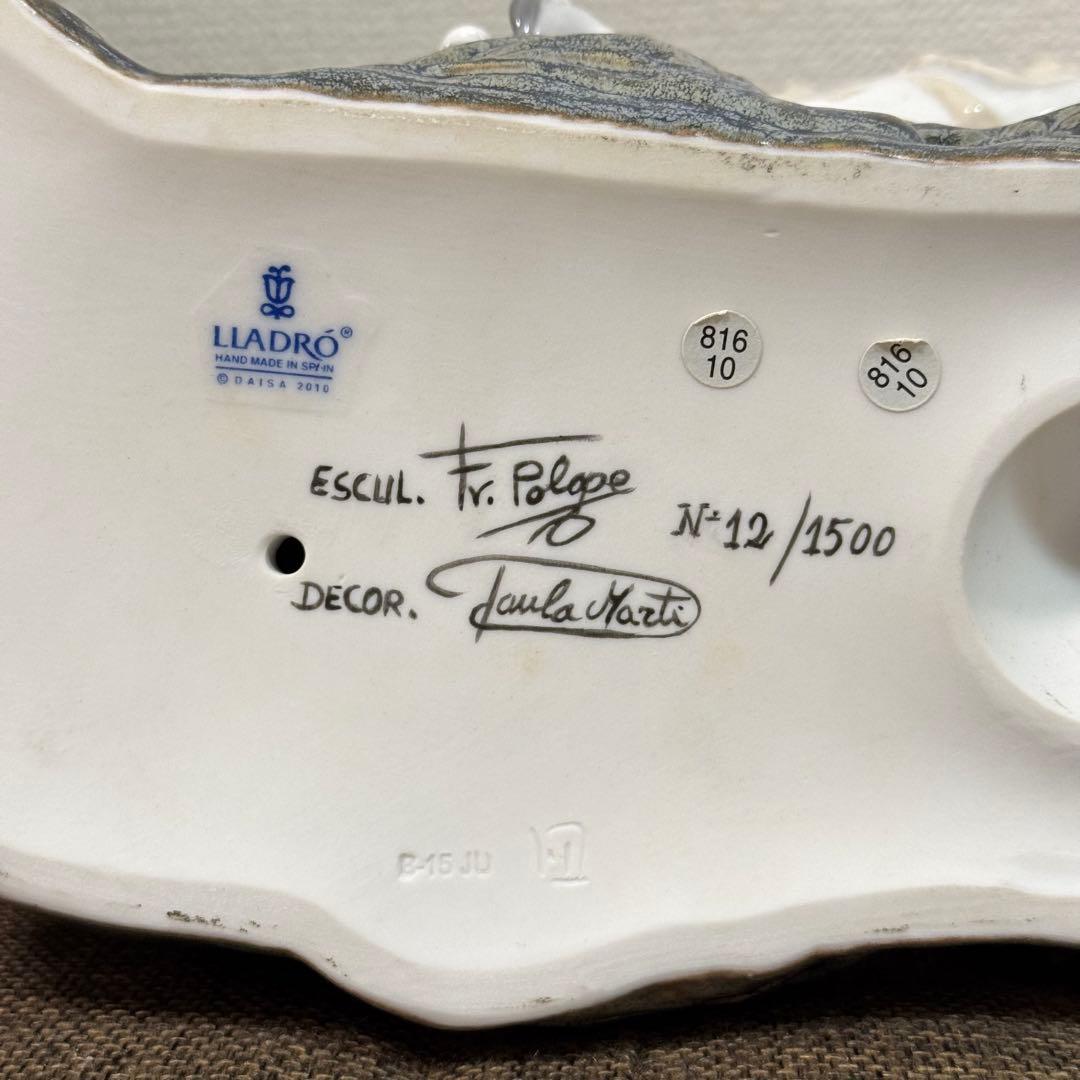 LLADRÓ®
HAND MADE IN SPAIN
© DAISA 2010
816
10
816
10
ESCUL. Fr. Polope
Nº 12/1500
DÉCOR. Paula Marti
B-15 JU